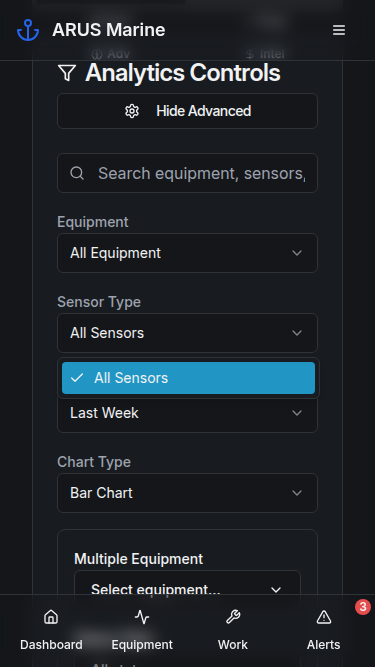 ARUS Marine
Adv
$ Intel
Analytics Controls
Hide Advanced
Search equipment, sensors,
Equipment
All Equipment
Sensor Type
All Sensors
All Sensors
Last Week
Chart Type
Bar Chart
Multiple Equipment
Select equipment...
3
Dashboard
Equipment
Work
Alerts